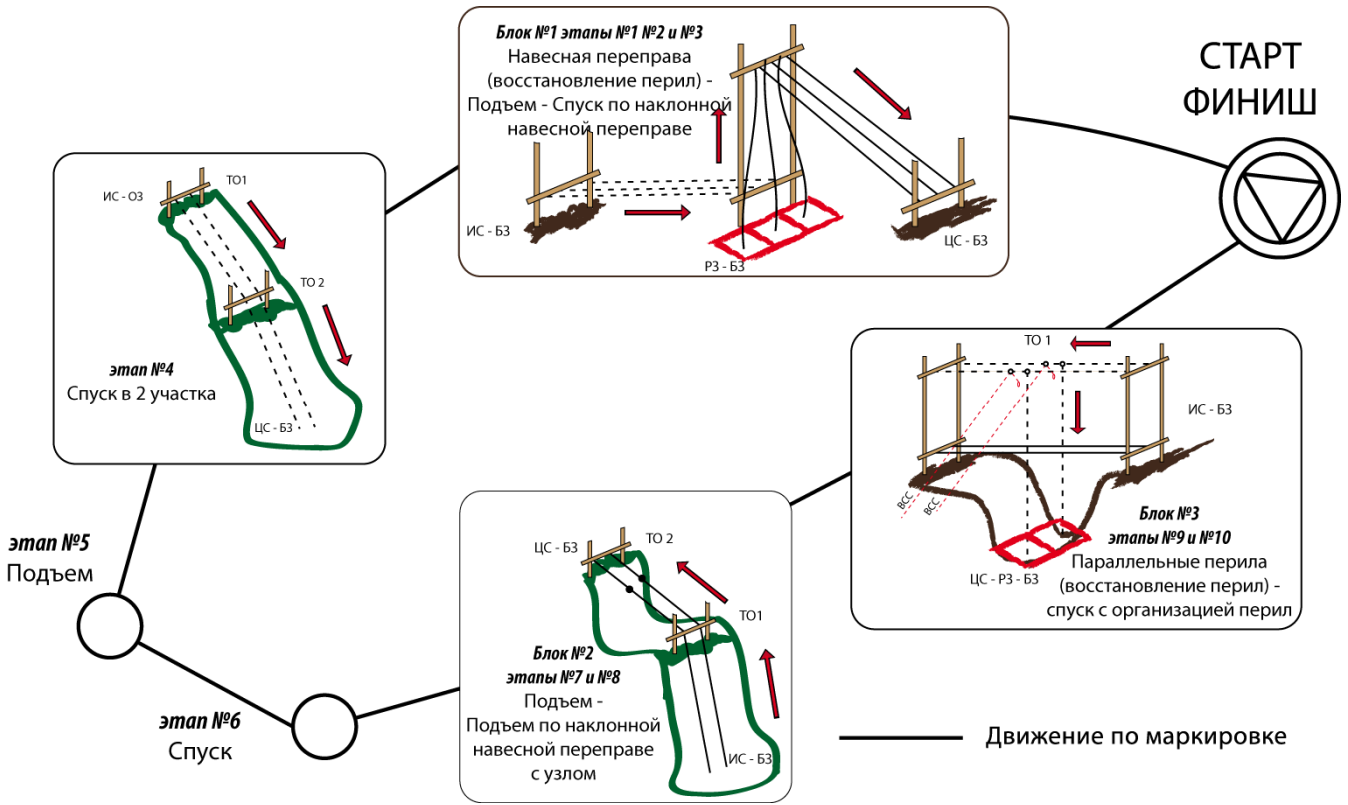 СТАРТ
ФИНИШ
Блок №1 этапы №1 №2 и №3
Навесная переправа
(восстановление перил) -
Подъем - Спуск по наклонной
навесной переправе
ИС - БЗ
РЗ - БЗ
ЦС - БЗ
ИС - ОЗ
ТО1
ТО 2
этап №4
Спуск в 2 участка
ЦС - БЗ
этап №5
Подъем
этап №6
Спуск
ЦС - БЗ
ТО 2
ТО1
Блок №2
этапы №7 и №8
Подъем -
Подъем по наклонной
навесной переправе
с узлом
ИС - БЗ
ТО 1
ИС - БЗ
ВСС
ВСС
Блок №3
этапы №9 и №10
ЦС - РЗ - БЗ
Параллельные перила
(восстановление перил) -
спуск с организацией перил
Движение по маркировке